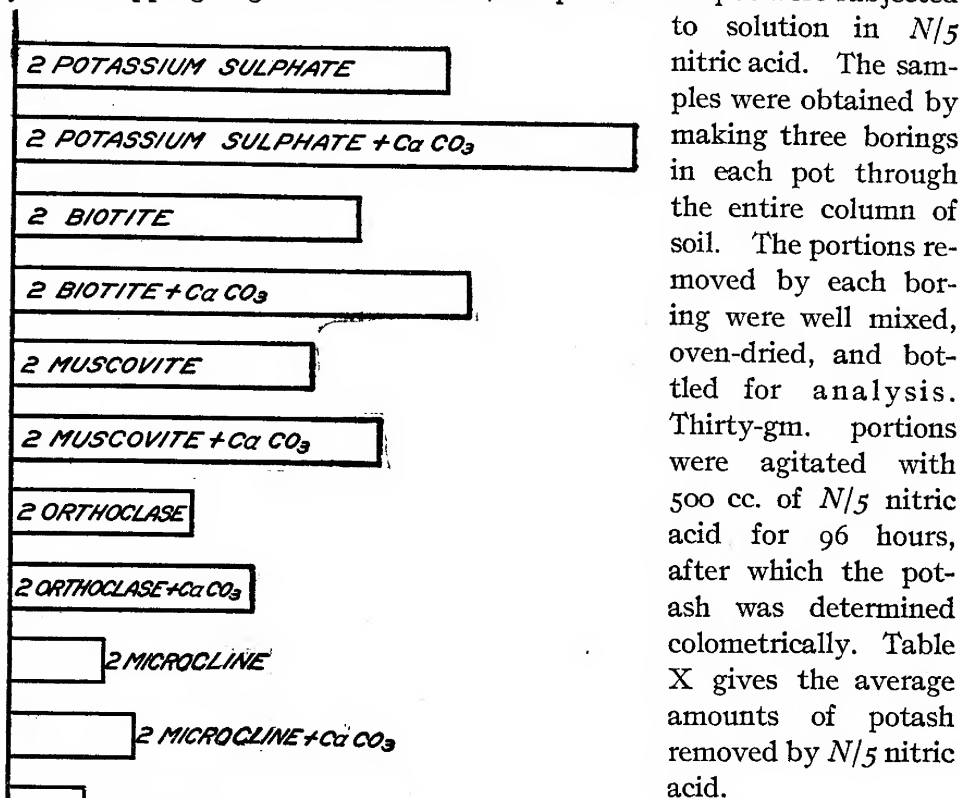 2 POTASSIUM SULPHATE
2 POTASSIUM SULPHATE + Ca CO₃
2 BIOTITE
2 BIOTITE + Ca CO₃
2 MUSCOVITE
2 MUSCOVITE + Ca CO₃
2 ORTHOCLASE
2 ORTHOCLASE + Ca CO₃
2 MICROCLINE
2 MICROCLINE + Ca CO₃
to solution in N/5
nitric acid. The sam-
ples were obtained by
making three borings
in each pot through
the entire column of
soil. The portions re-
moved by each bor-
ing were well mixed,
oven-dried, and bot-
tled for analysis.
Thirty-gm. portions
were agitated with
500 cc. of N/5 nitric
acid for 96 hours,
after which the pot-
ash was determined
colometrically. Table
X gives the average
amounts of potash
removed by N/5 nitric
acid.